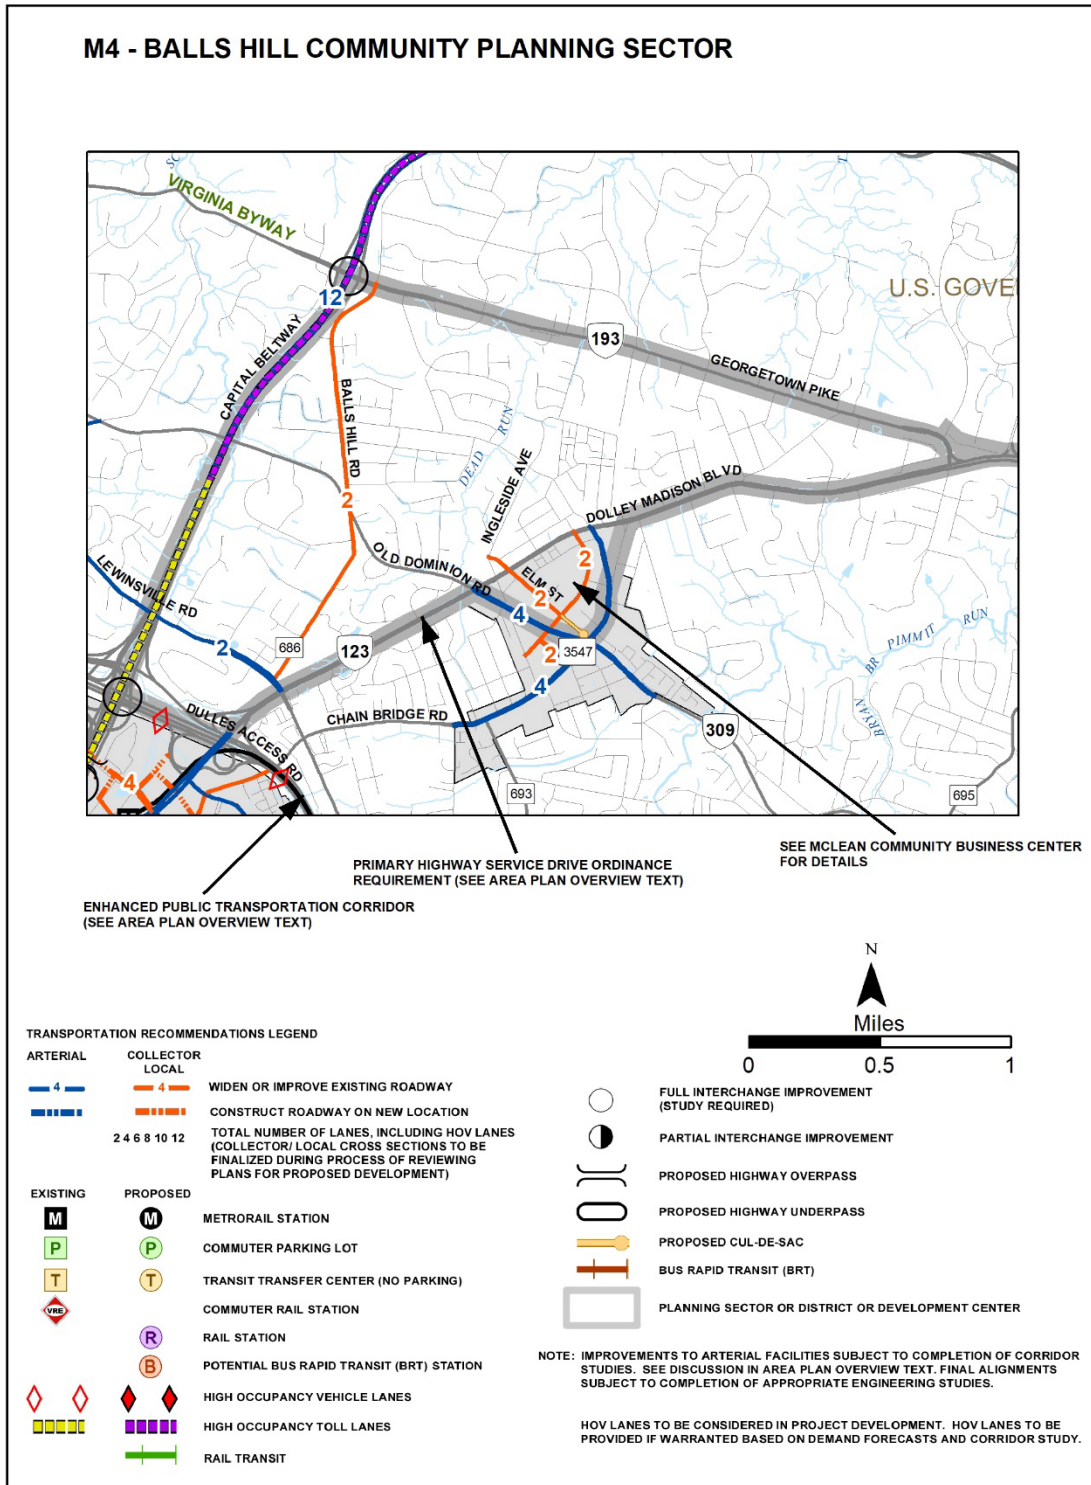 M4 - BALLS HILL COMMUNITY PLANNING SECTOR
SC
VIRGINIA BYWAY
12
U.S. GOVE
CAPITAL BELTWAY
193
GEORGETOWN PIKE
BALLS HILL RD
DEAD RUN
INGLESIDE AVE
DOLLEY MADISON BLVD
2
OLD DOMINION RD
ELM ST
2
2
LEWINSVILLE RD
4
2
686
123
2
3547
BR PIMMIT RUN
BRYAN
4
CHAIN BRIDGE RD
309
DULLES ACCESS RD
4
693
695
SEE MCLEAN COMMUNITY BUSINESS CENTER
FOR DETAILS
PRIMARY HIGHWAY SERVICE DRIVE ORDINANCE
REQUIREMENT (SEE AREA PLAN OVERVIEW TEXT)
ENHANCED PUBLIC TRANSPORTATION CORRIDOR
(SEE AREA PLAN OVERVIEW TEXT)
N
Miles
0 0.5 1
TRANSPORTATION RECOMMENDATIONS LEGEND
ARTERIAL COLLECTOR
LOCAL
4 4 WIDEN OR IMPROVE EXISTING ROADWAY
CONSTRUCT ROADWAY ON NEW LOCATION
2 4 6 8 10 12 TOTAL NUMBER OF LANES, INCLUDING HOV LANES
(COLLECTOR/ LOCAL CROSS SECTIONS TO BE
FINALIZED DURING PROCESS OF REVIEWING
PLANS FOR PROPOSED DEVELOPMENT)
EXISTING PROPOSED
M M METRORAIL STATION
P P COMMUTER PARKING LOT
T T TRANSIT TRANSFER CENTER (NO PARKING)
VRE COMMUTER RAIL STATION
R RAIL STATION
B POTENTIAL BUS RAPID TRANSIT (BRT) STATION
HIGH OCCUPANCY VEHICLE LANES
HIGH OCCUPANCY TOLL LANES
RAIL TRANSIT
FULL INTERCHANGE IMPROVEMENT
(STUDY REQUIRED)
PARTIAL INTERCHANGE IMPROVEMENT
PROPOSED HIGHWAY OVERPASS
PROPOSED HIGHWAY UNDERPASS
PROPOSED CUL-DE-SAC
BUS RAPID TRANSIT (BRT)
PLANNING SECTOR OR DISTRICT OR DEVELOPMENT CENTER
NOTE: IMPROVEMENTS TO ARTERIAL FACILITIES SUBJECT TO COMPLETION OF CORRIDOR
STUDIES. SEE DISCUSSION IN AREA PLAN OVERVIEW TEXT. FINAL ALIGNMENTS
SUBJECT TO COMPLETION OF APPROPRIATE ENGINEERING STUDIES.
HOV LANES TO BE CONSIDERED IN PROJECT DEVELOPMENT. HOV LANES TO BE
PROVIDED IF WARRANTED BASED ON DEMAND FORECASTS AND CORRIDOR STUDY.